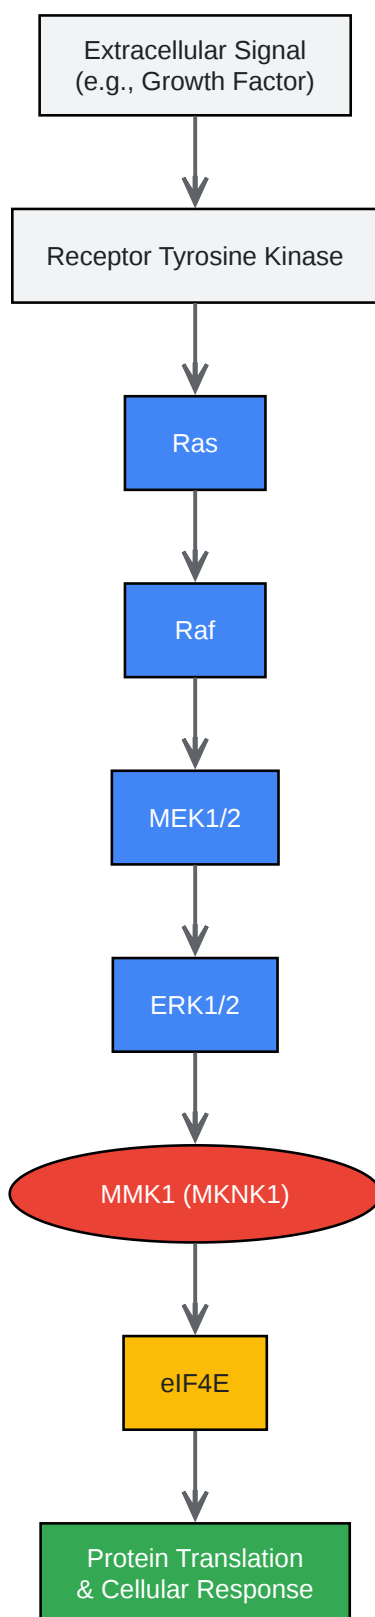 Extracellular Signal
(e.g., Growth Factor)
Receptor Tyrosine Kinase
Ras
Raf
MEK1/2
ERK1/2
MMK1 (MKNK1)
eIF4E
Protein Translation
& Cellular Response